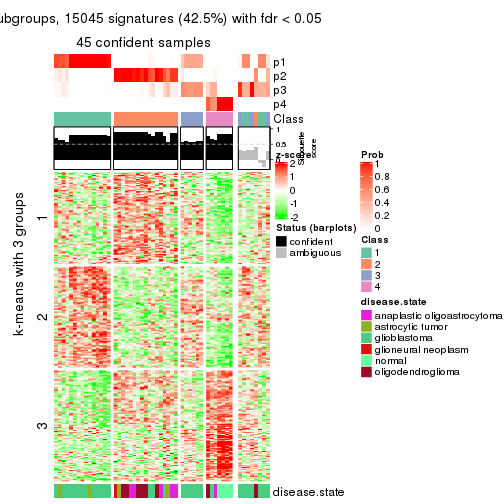 ubgroups, 15045 signatures (42.5%) with fdr < 0.05
45 confident samples
p1
p2
p3
p4
Class
1
0.5
0
Silhouette
score
z-score
2
1
0
-1
-2
Status (barplots)
confident
ambiguous
Prob
1
0.8
0.6
0.4
0.2
0
Class
1
2
3
4
disease.state
anaplastic oligoastrocytoma
astrocytic tumor
glioblastoma
glioneural neoplasm
normal
oligodendroglioma
k-means with 3 groups
1
2
3
disease.state